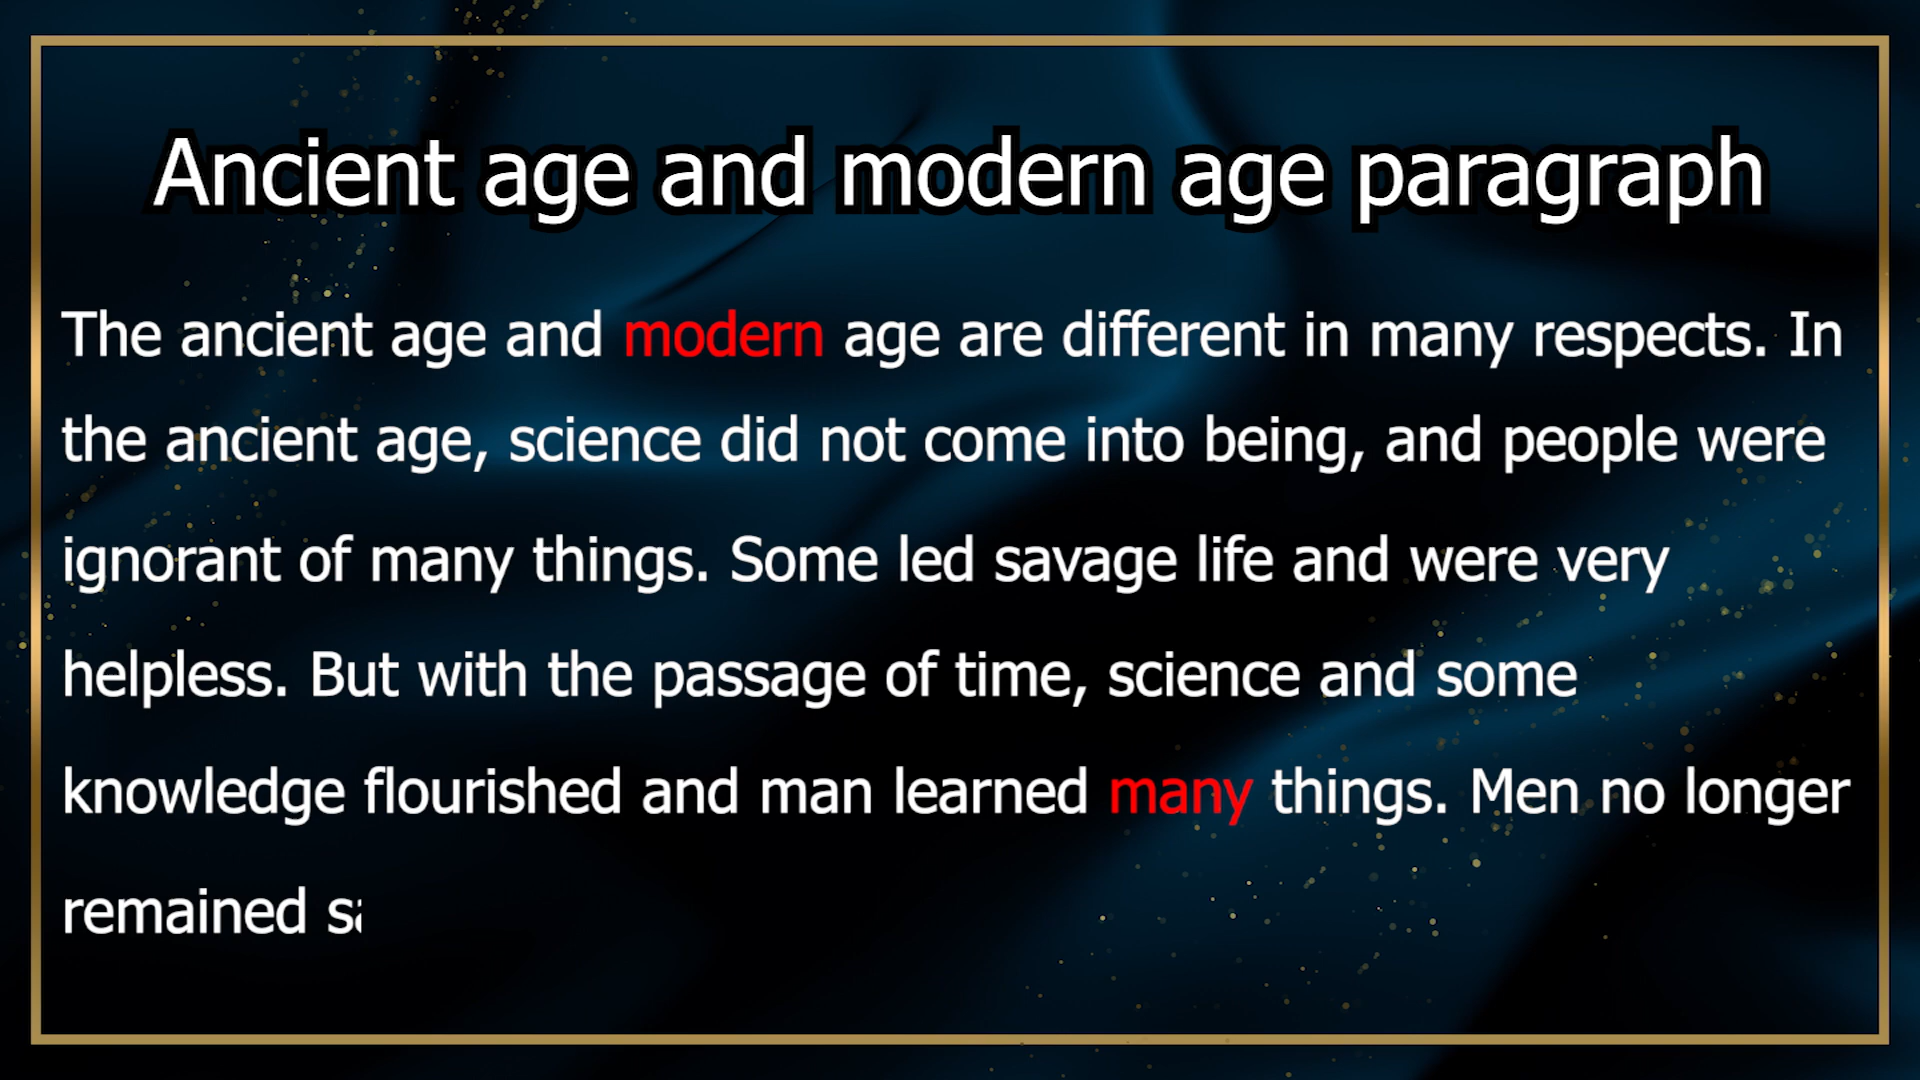 Ancient age and modern age paragraph
The ancient age and modern age are different in many respects. In
the ancient age, science did not come into being, and people were
ignorant of many things. Some led savage life and were very
helpless. But with the passage of time, science and some
knowledge flourished and man learned many things. Men no longer
remained